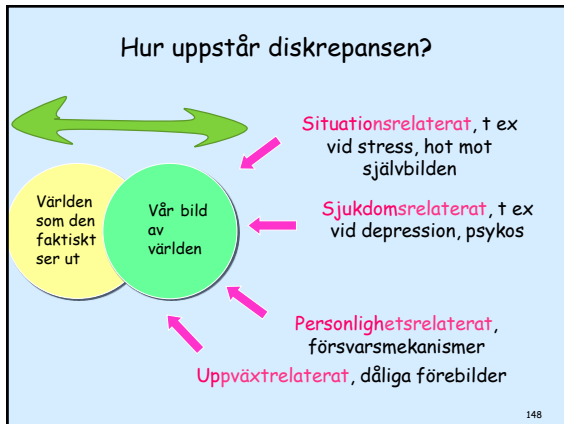 Hur uppstår diskrepansen?
Situationsrelaterat, t ex
vid stress, hot mot
självbilden
Världen
som den
faktiskt
ser ut
Vår bild
av
världen
Sjukdomsrelaterat, t ex
vid depression, psykos
Personlighetsrelaterat,
försvarsmekanismer
Uppväxtrelaterat, dåliga förebilder
148